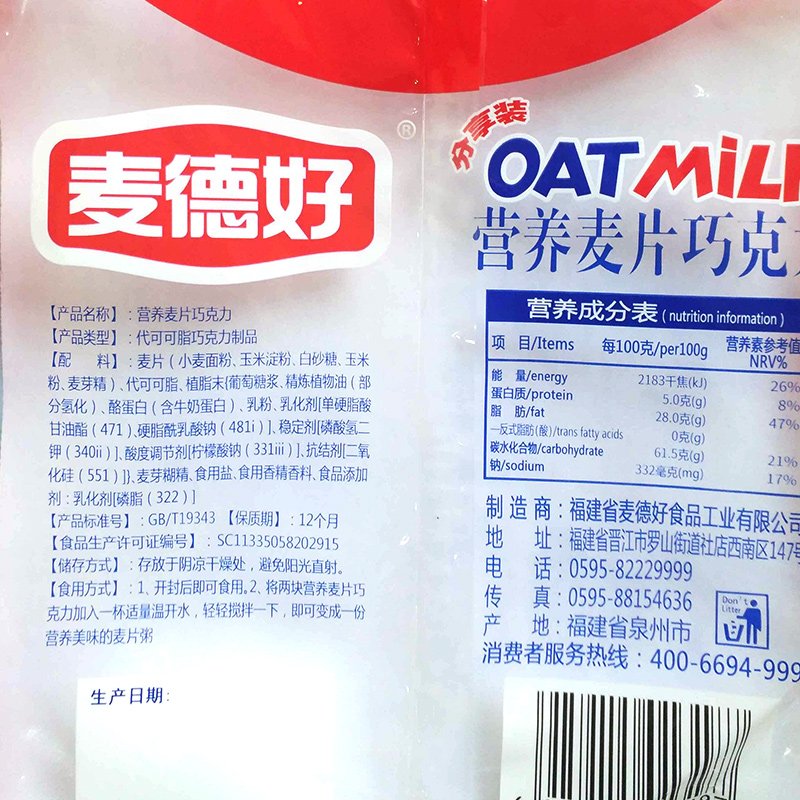 麦德好
®
【产品名称】：营养麦片巧克力
【产品类型】：代可可脂巧克力制品
【配　　料】：麦片（小麦面粉、玉米淀粉、白砂糖、玉米
粉、麦芽精）、代可可脂、植脂末{葡萄糖浆、精炼植物油（部
分氢化）、酪蛋白（含牛奶蛋白）、乳粉、乳化剂[单硬脂酸
甘油酯（471）,硬脂酰乳酸钠（481i）]、稳定剂[磷酸氢二
钾（340ii）]、酸度调节剂[柠檬酸钠（331iii）]、抗结剂[二氧
化硅（551）]}、麦芽糊精、食用盐、食用香精香料、食品添加
剂：乳化剂[磷脂（322）]
【产品标准号】：GB/T19343 【保质期】：12个月
【食品生产许可证编号】：SC11335058202915
【储存方式】：存放于阴凉干燥处，避免阳光直射。
【食用方式】：1、开封后即可食用。2、将两块营养麦片巧
克力加入一杯适量温开水，轻轻搅拌一下，即可变成一份
营养美味的麦片粥
生产日期：
分享装
OAT MiL
营养麦片巧克
营养成分表（nutrition information）
项　目/Items 每100克/per100g 营养素参考值 NRV%
能　量/energy 2183千焦(kJ) 26%
蛋白质/protein 5.0克(g) 8%
脂　肪/fat 28.0克(g) 47%
—反式脂肪（酸）/trans fatty acids 0克(g)
碳水化合物/carbohydrate 61.5克(g) 21%
钠/sodium 332毫克(mg) 17%
制 造 商：福建省麦德好食品工业有限公司
地　　址：福建省晋江市罗山街道社店西南区147号
电　　话：0595-82229999
传　　真：0595-88154636
产　　地：福建省泉州市
Don't Litter
消费者服务热线：400-6694-999